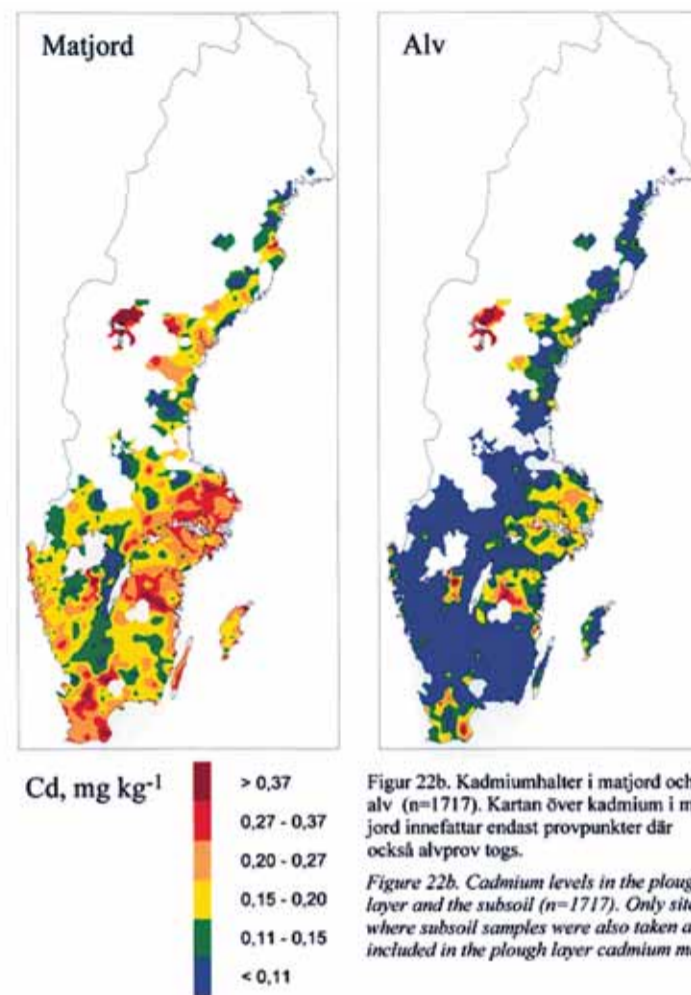 Matjord
Alv
Cd, mg kg-1
> 0,37
0,27 - 0,37
0,20 - 0,27
0,15 - 0,20
0,11 - 0,15
< 0,11
Figur 22b. Kadmiumhalter i matjord och
alv (n=1717). Kartan över kadmium i m
jord innefattar endast provpunkter där
också alvprov togs.
Figure 22b. Cadmium levels in the ploug
layer and the subsoil (n=1717). Only site
where subsoil samples were also taken a
included in the plough layer cadmium m